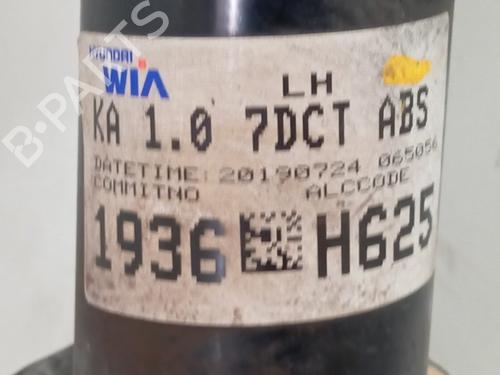 HYUNDAI
WIA
LH
KA 1.0 7DCT ABS
DATETIME: 20190724 065056
COMMITNO ALCCODE
1936 H625
B-PARTS